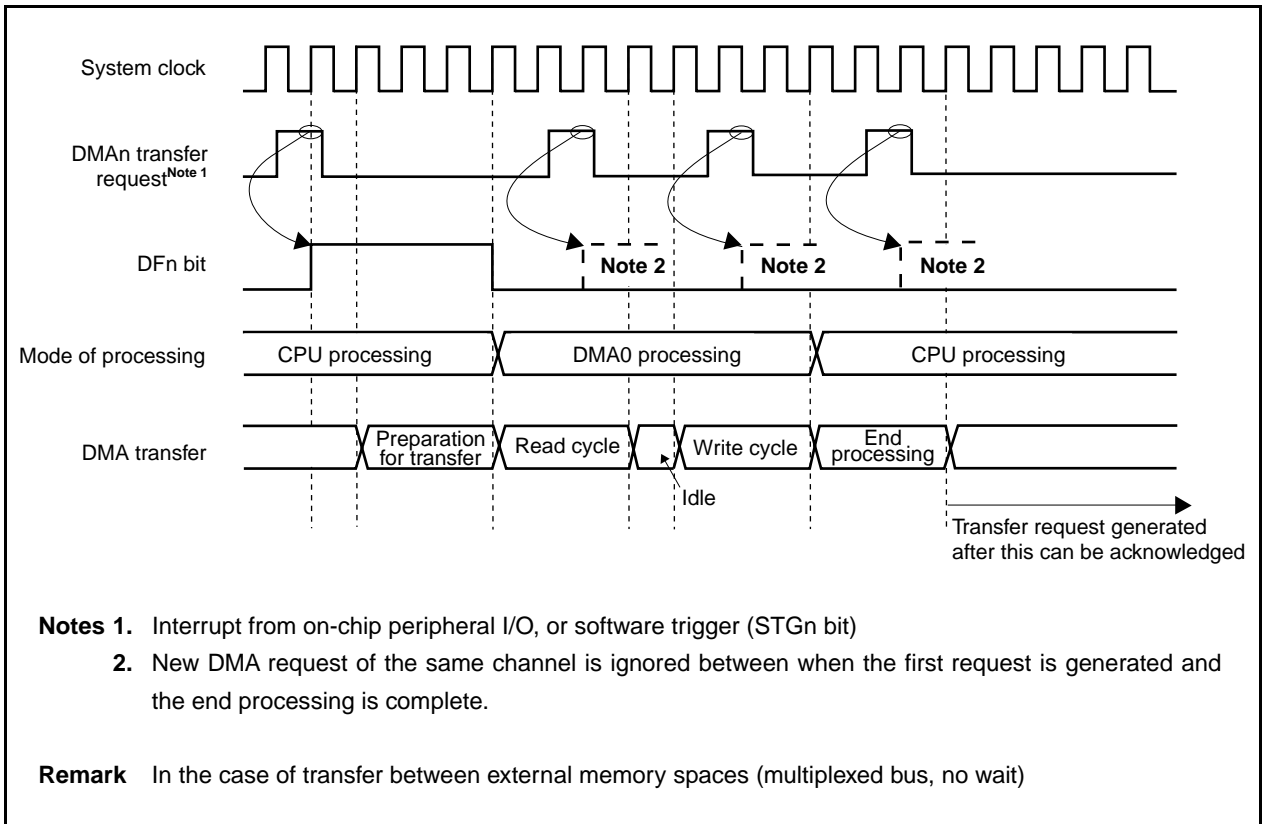 System clock
DMAn transfer
requestNote 1
DFn bit
Note 2
Note 2
Note 2
Mode of processing
CPU processing
DMA0 processing
CPU processing
DMA transfer
Preparation
for transfer
Read cycle
Write cycle
End
processing
Idle
Transfer request generated
after this can be acknowledged
Notes 1. Interrupt from on-chip peripheral I/O, or software trigger (STGn bit)
2. New DMA request of the same channel is ignored between when the first request is generated and
the end processing is complete.
Remark In the case of transfer between external memory spaces (multiplexed bus, no wait)